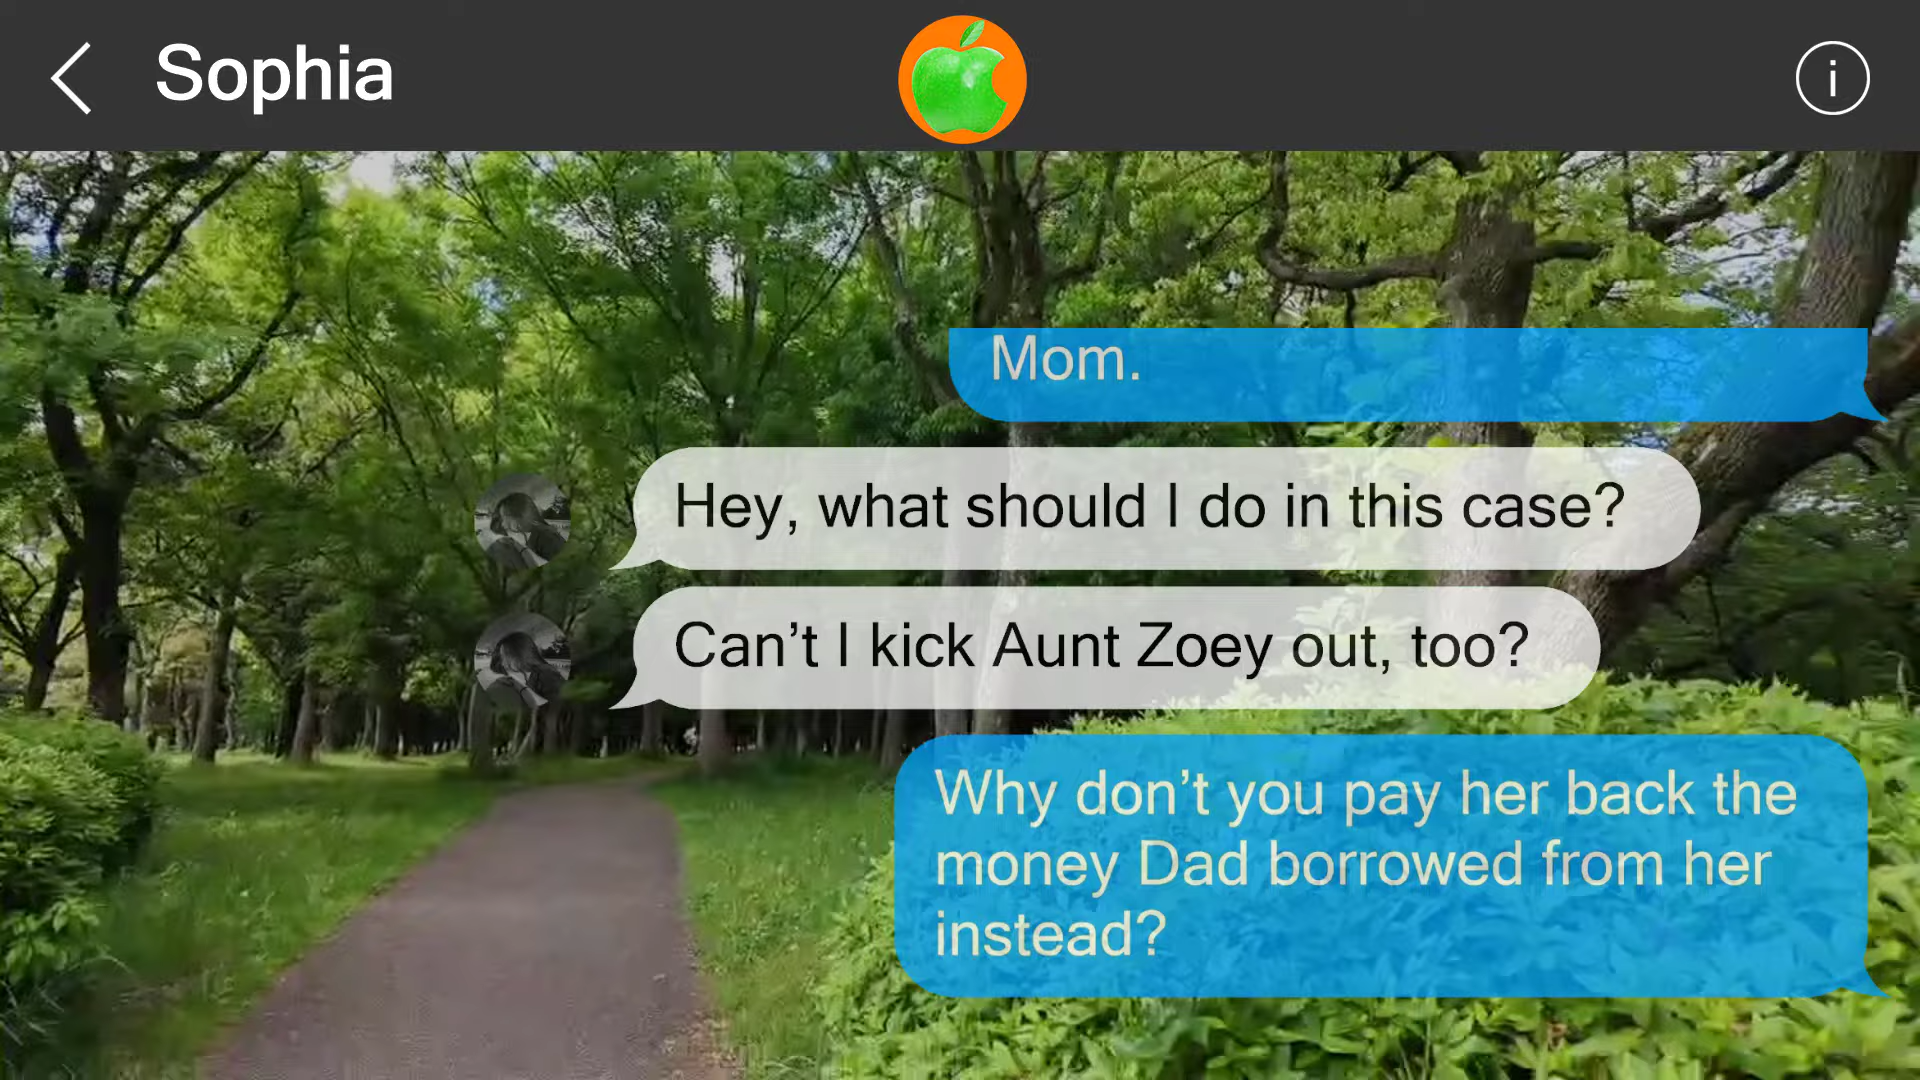 Sophia
i
Mom.
Hey, what should I do in this case?
Can’t I kick Aunt Zoey out, too?
Why don’t you pay her back the
money Dad borrowed from her
instead?